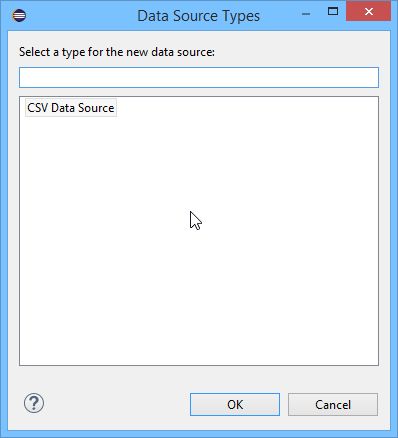 Data Source Types
Select a type for the new data source:
CSV Data Source
OK
Cancel